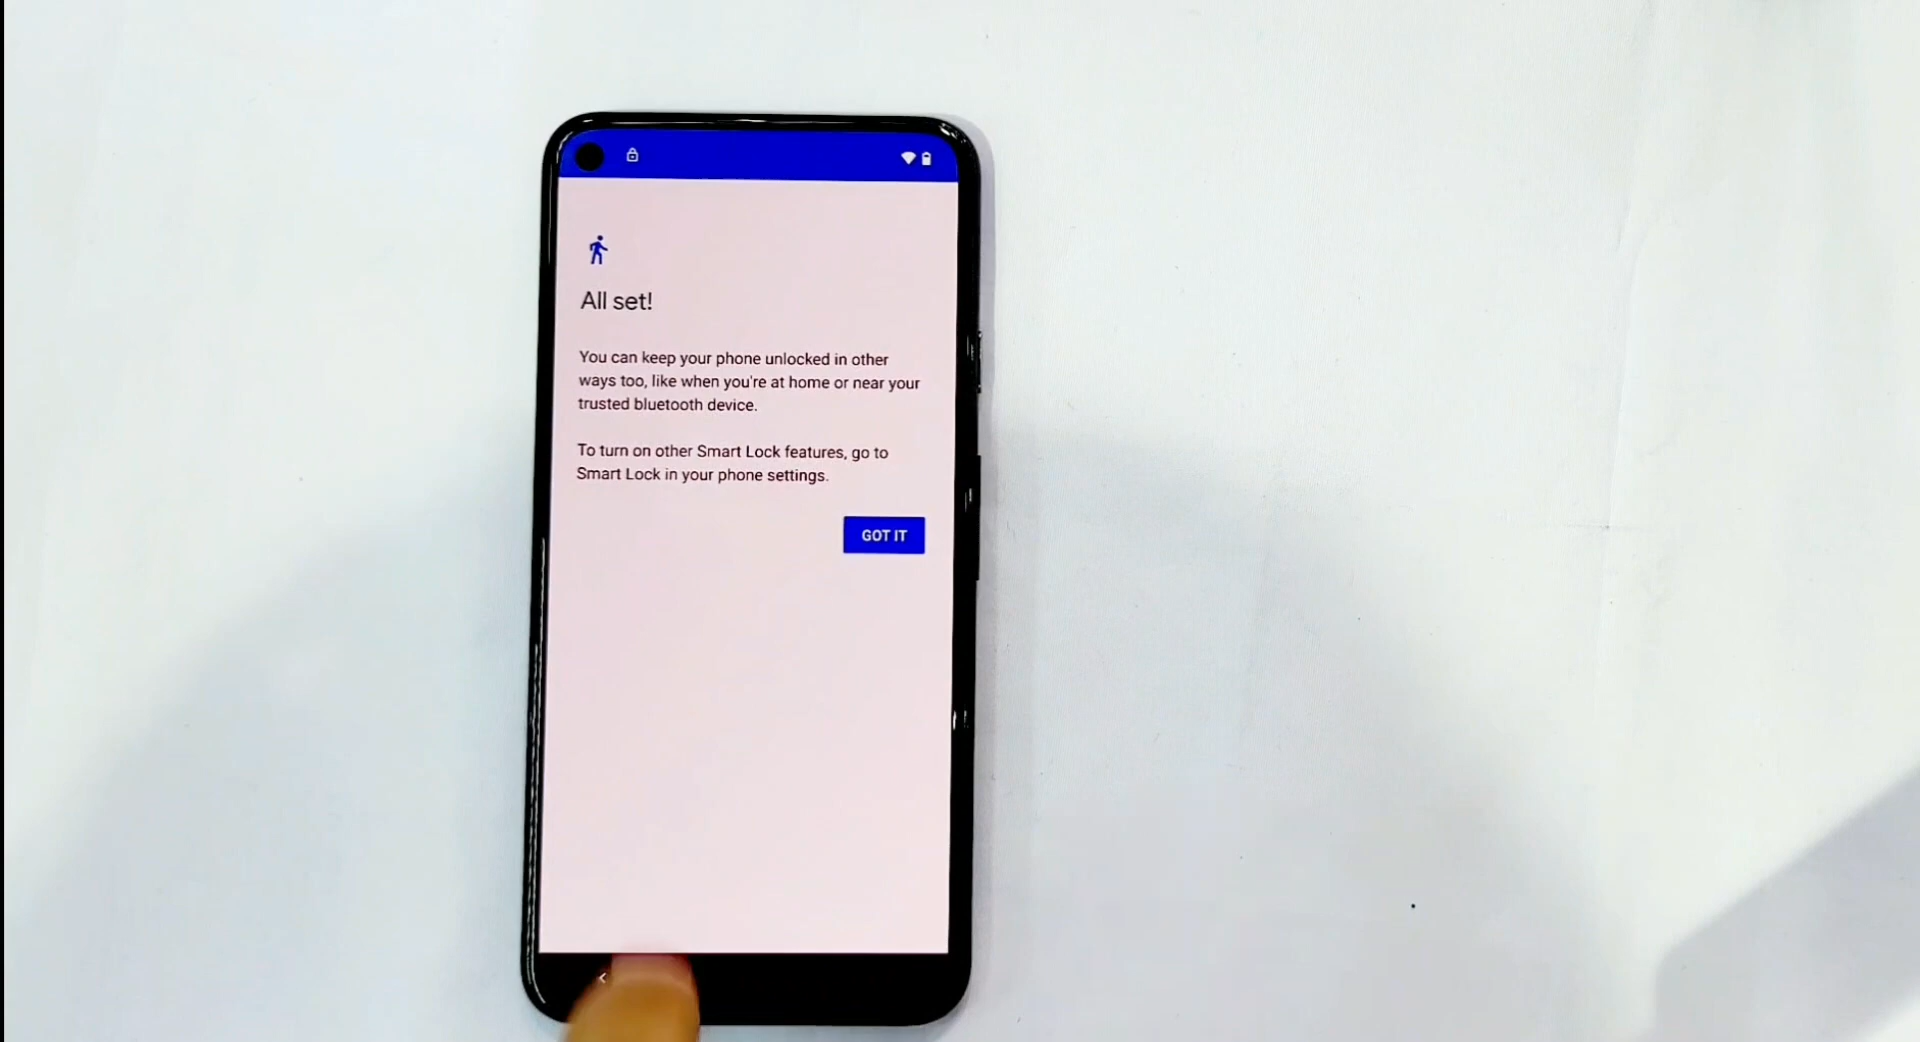 All set!
You can keep your phone unlocked in other
ways too, like when you're at home or near your
trusted bluetooth device.
To turn on other Smart Lock features, go to
Smart Lock in your phone settings.
GOT IT